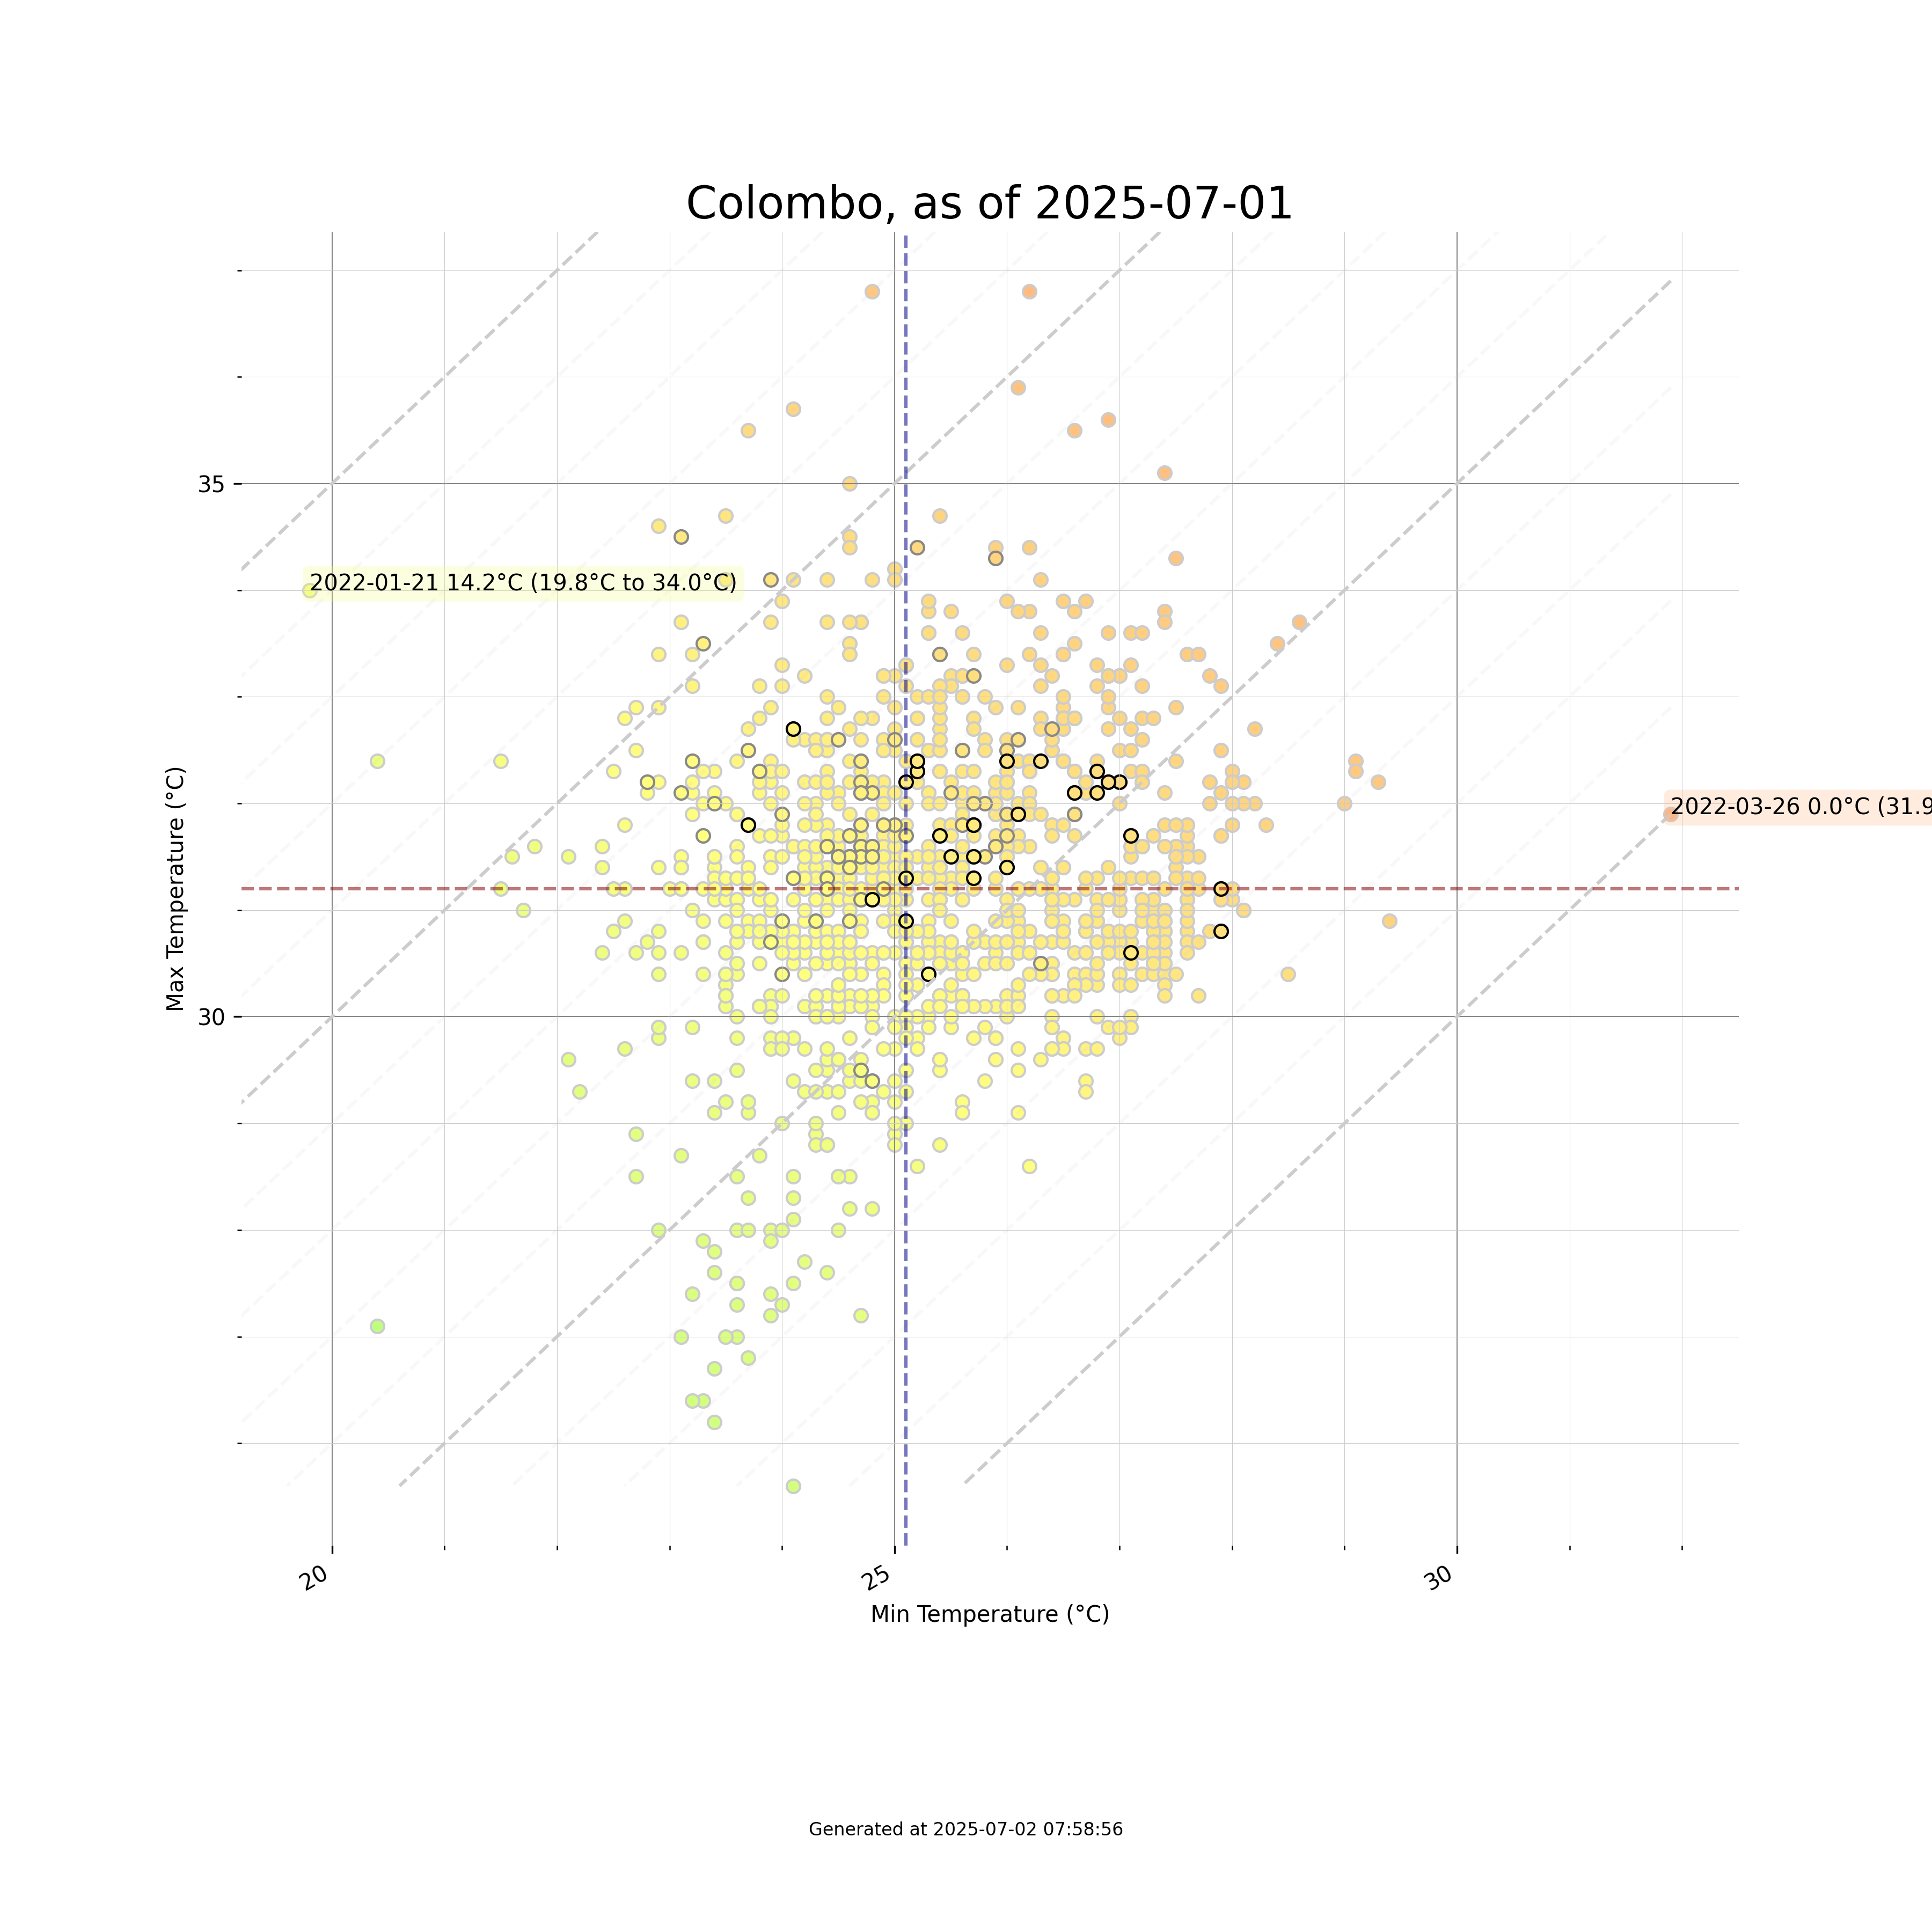 Colombo, as of 2025-07-01
Max Temperature (°C)
35
30
2022-01-21 14.2°C (19.8°C to 34.0°C)
2022-03-26 0.0°C (31.9
20
25
30
Min Temperature (°C)
Generated at 2025-07-02 07:58:56